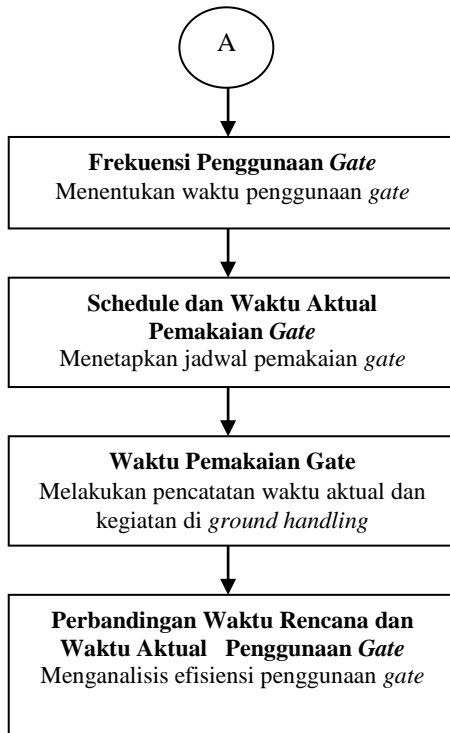 A
Frekuensi Penggunaan Gate
Menentukan waktu penggunaan gate
Schedule dan Waktu Aktual
Pemakaian Gate
Menetapkan jadwal pemakaian gate
Waktu Pemakaian Gate
Melakukan pencatatan waktu aktual dan
kegiatan di ground handling
Perbandingan Waktu Rencana dan
Waktu Aktual Penggunaan Gate
Menganalisis efisiensi penggunaan gate